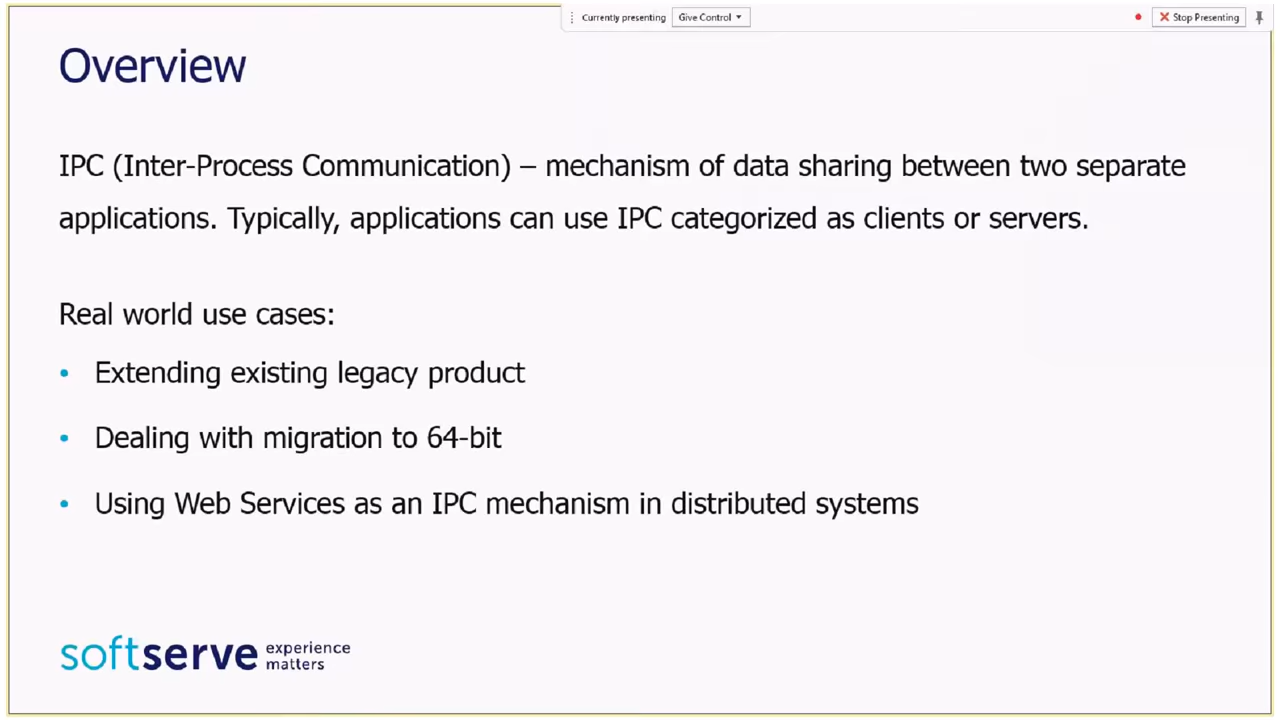 Currently presenting Give Control Stop Presenting
Overview
IPC (Inter-Process Communication) – mechanism of data sharing between two separate
applications. Typically, applications can use IPC categorized as clients or servers.
Real world use cases:
• Extending existing legacy product
• Dealing with migration to 64-bit
• Using Web Services as an IPC mechanism in distributed systems
softserve experience
matters